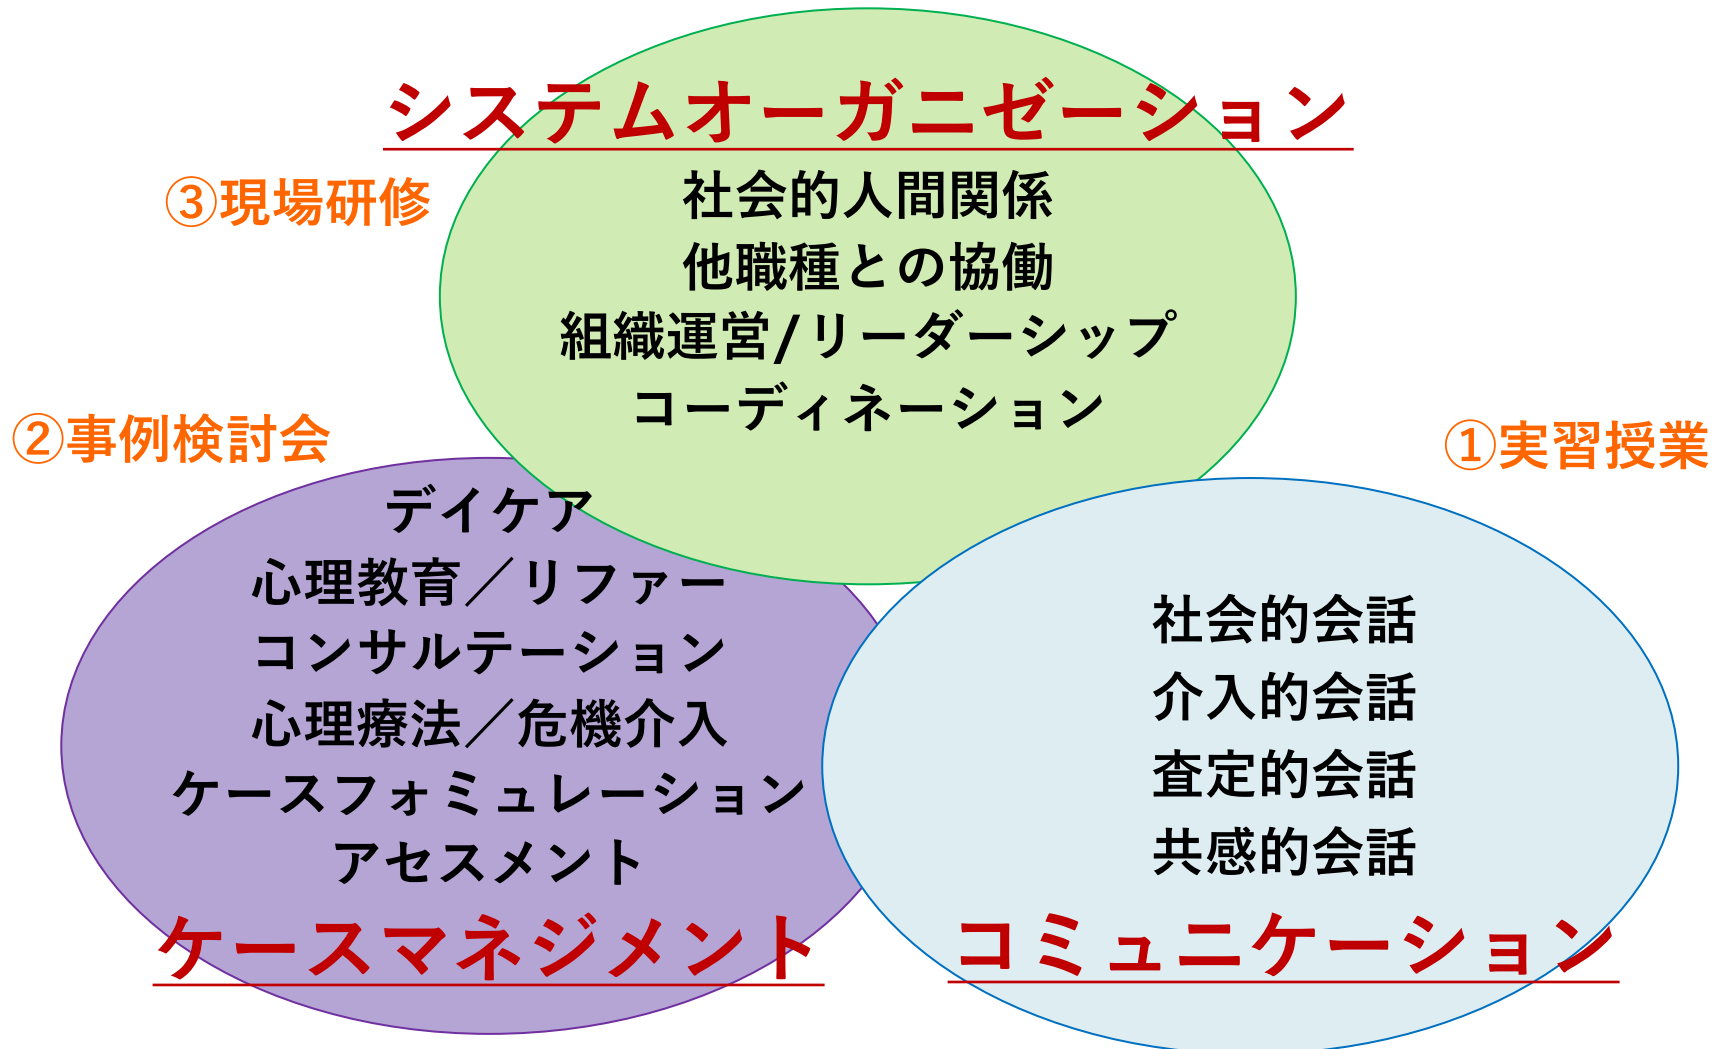 システムオーガニゼーション
③現場研修
社会的人間関係
他職種との協働
組織運営/リーダーシップ
コーディネーション
②事例検討会
デイケア
心理教育／リファー
コンサルテーション
心理療法／危機介入
ケースフォミュレーション
アセスメント
ケースマネジメント
①実習授業
社会的会話
介入的会話
査定的会話
共感的会話
コミュニケーション